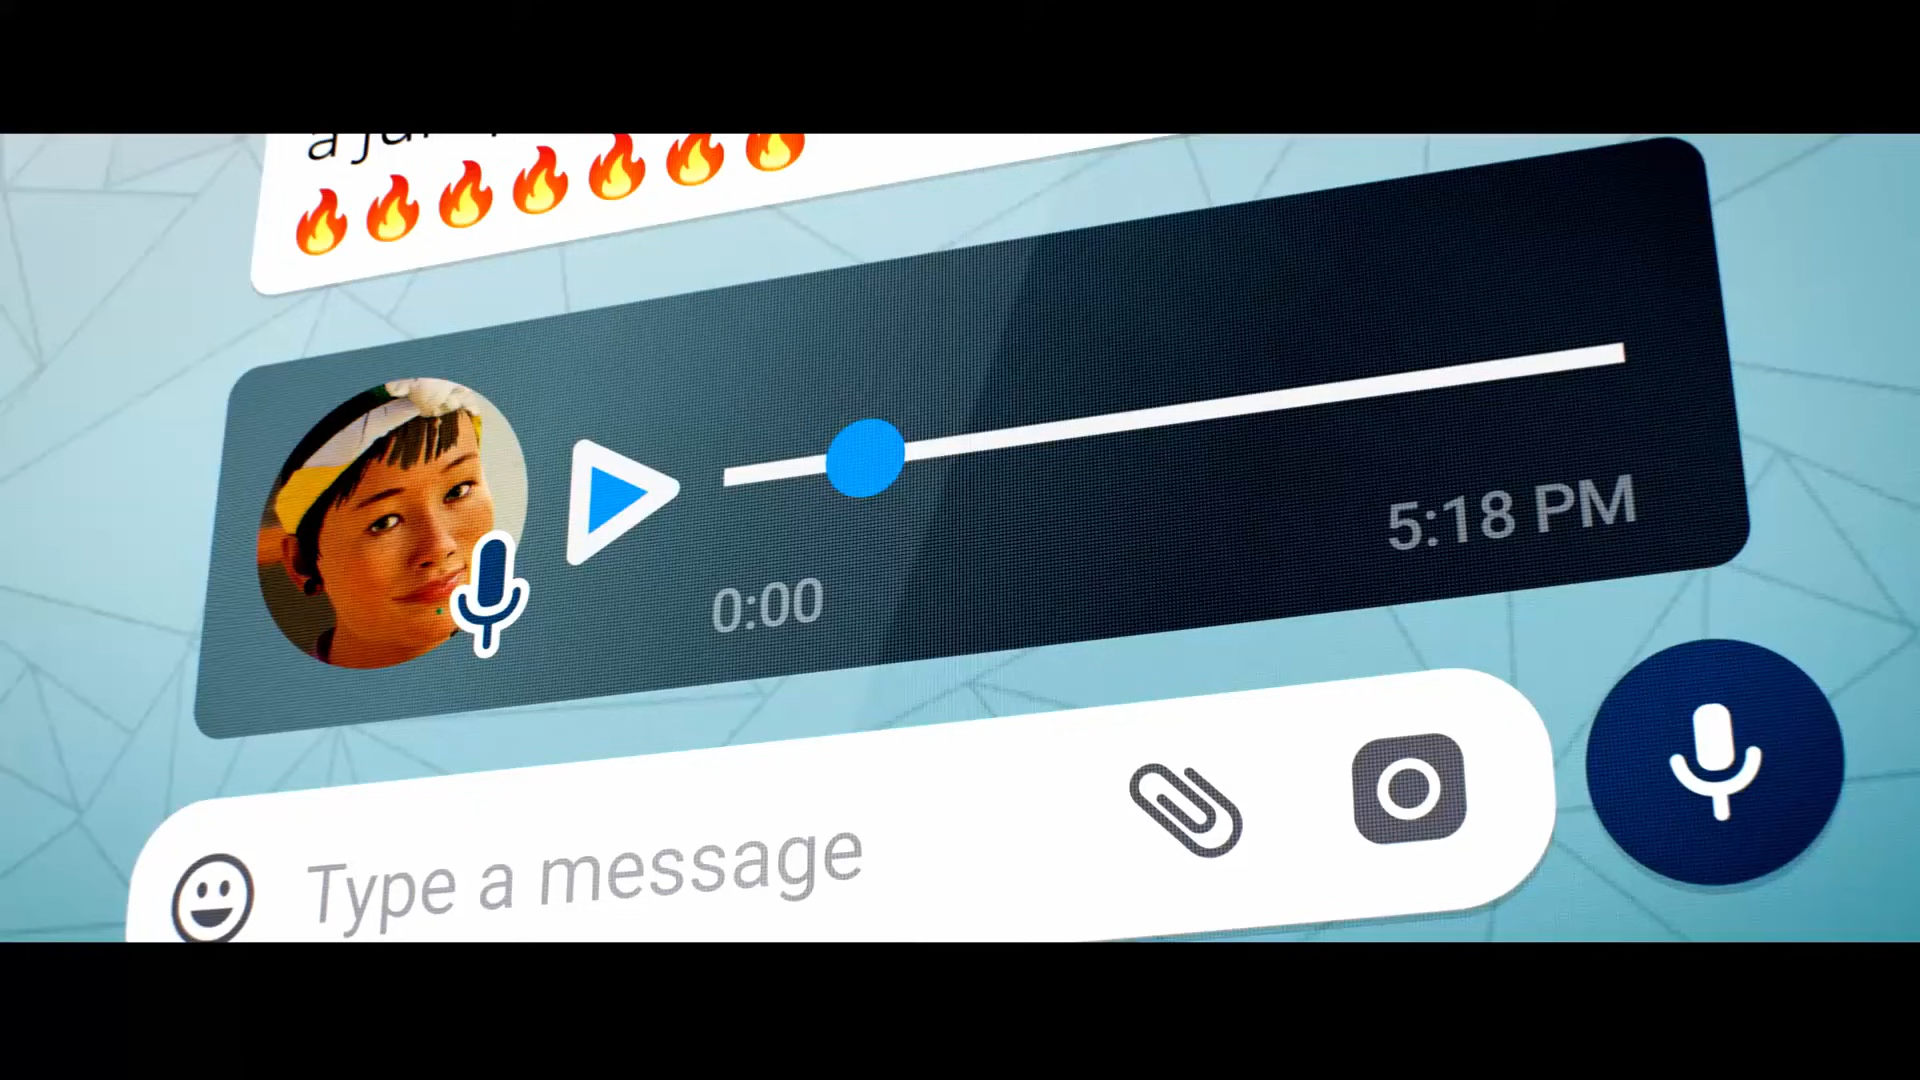 a
🔥🔥🔥🔥🔥🔥🔥
0:00
5:18 PM
Type a message